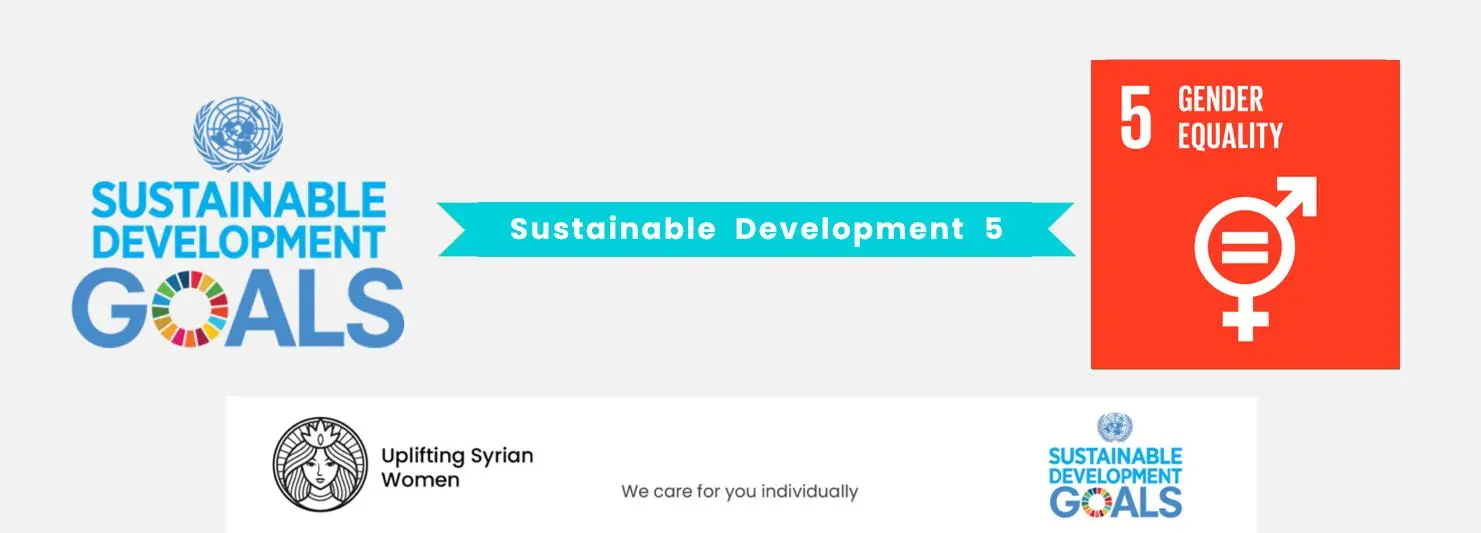 SUSTAINABLE
DEVELOPMENT
GOALS
Sustainable Development 5
5 GENDER
EQUALITY
Uplifting Syrian
Women
We care for you individually
SUSTAINABLE
DEVELOPMENT
GOALS